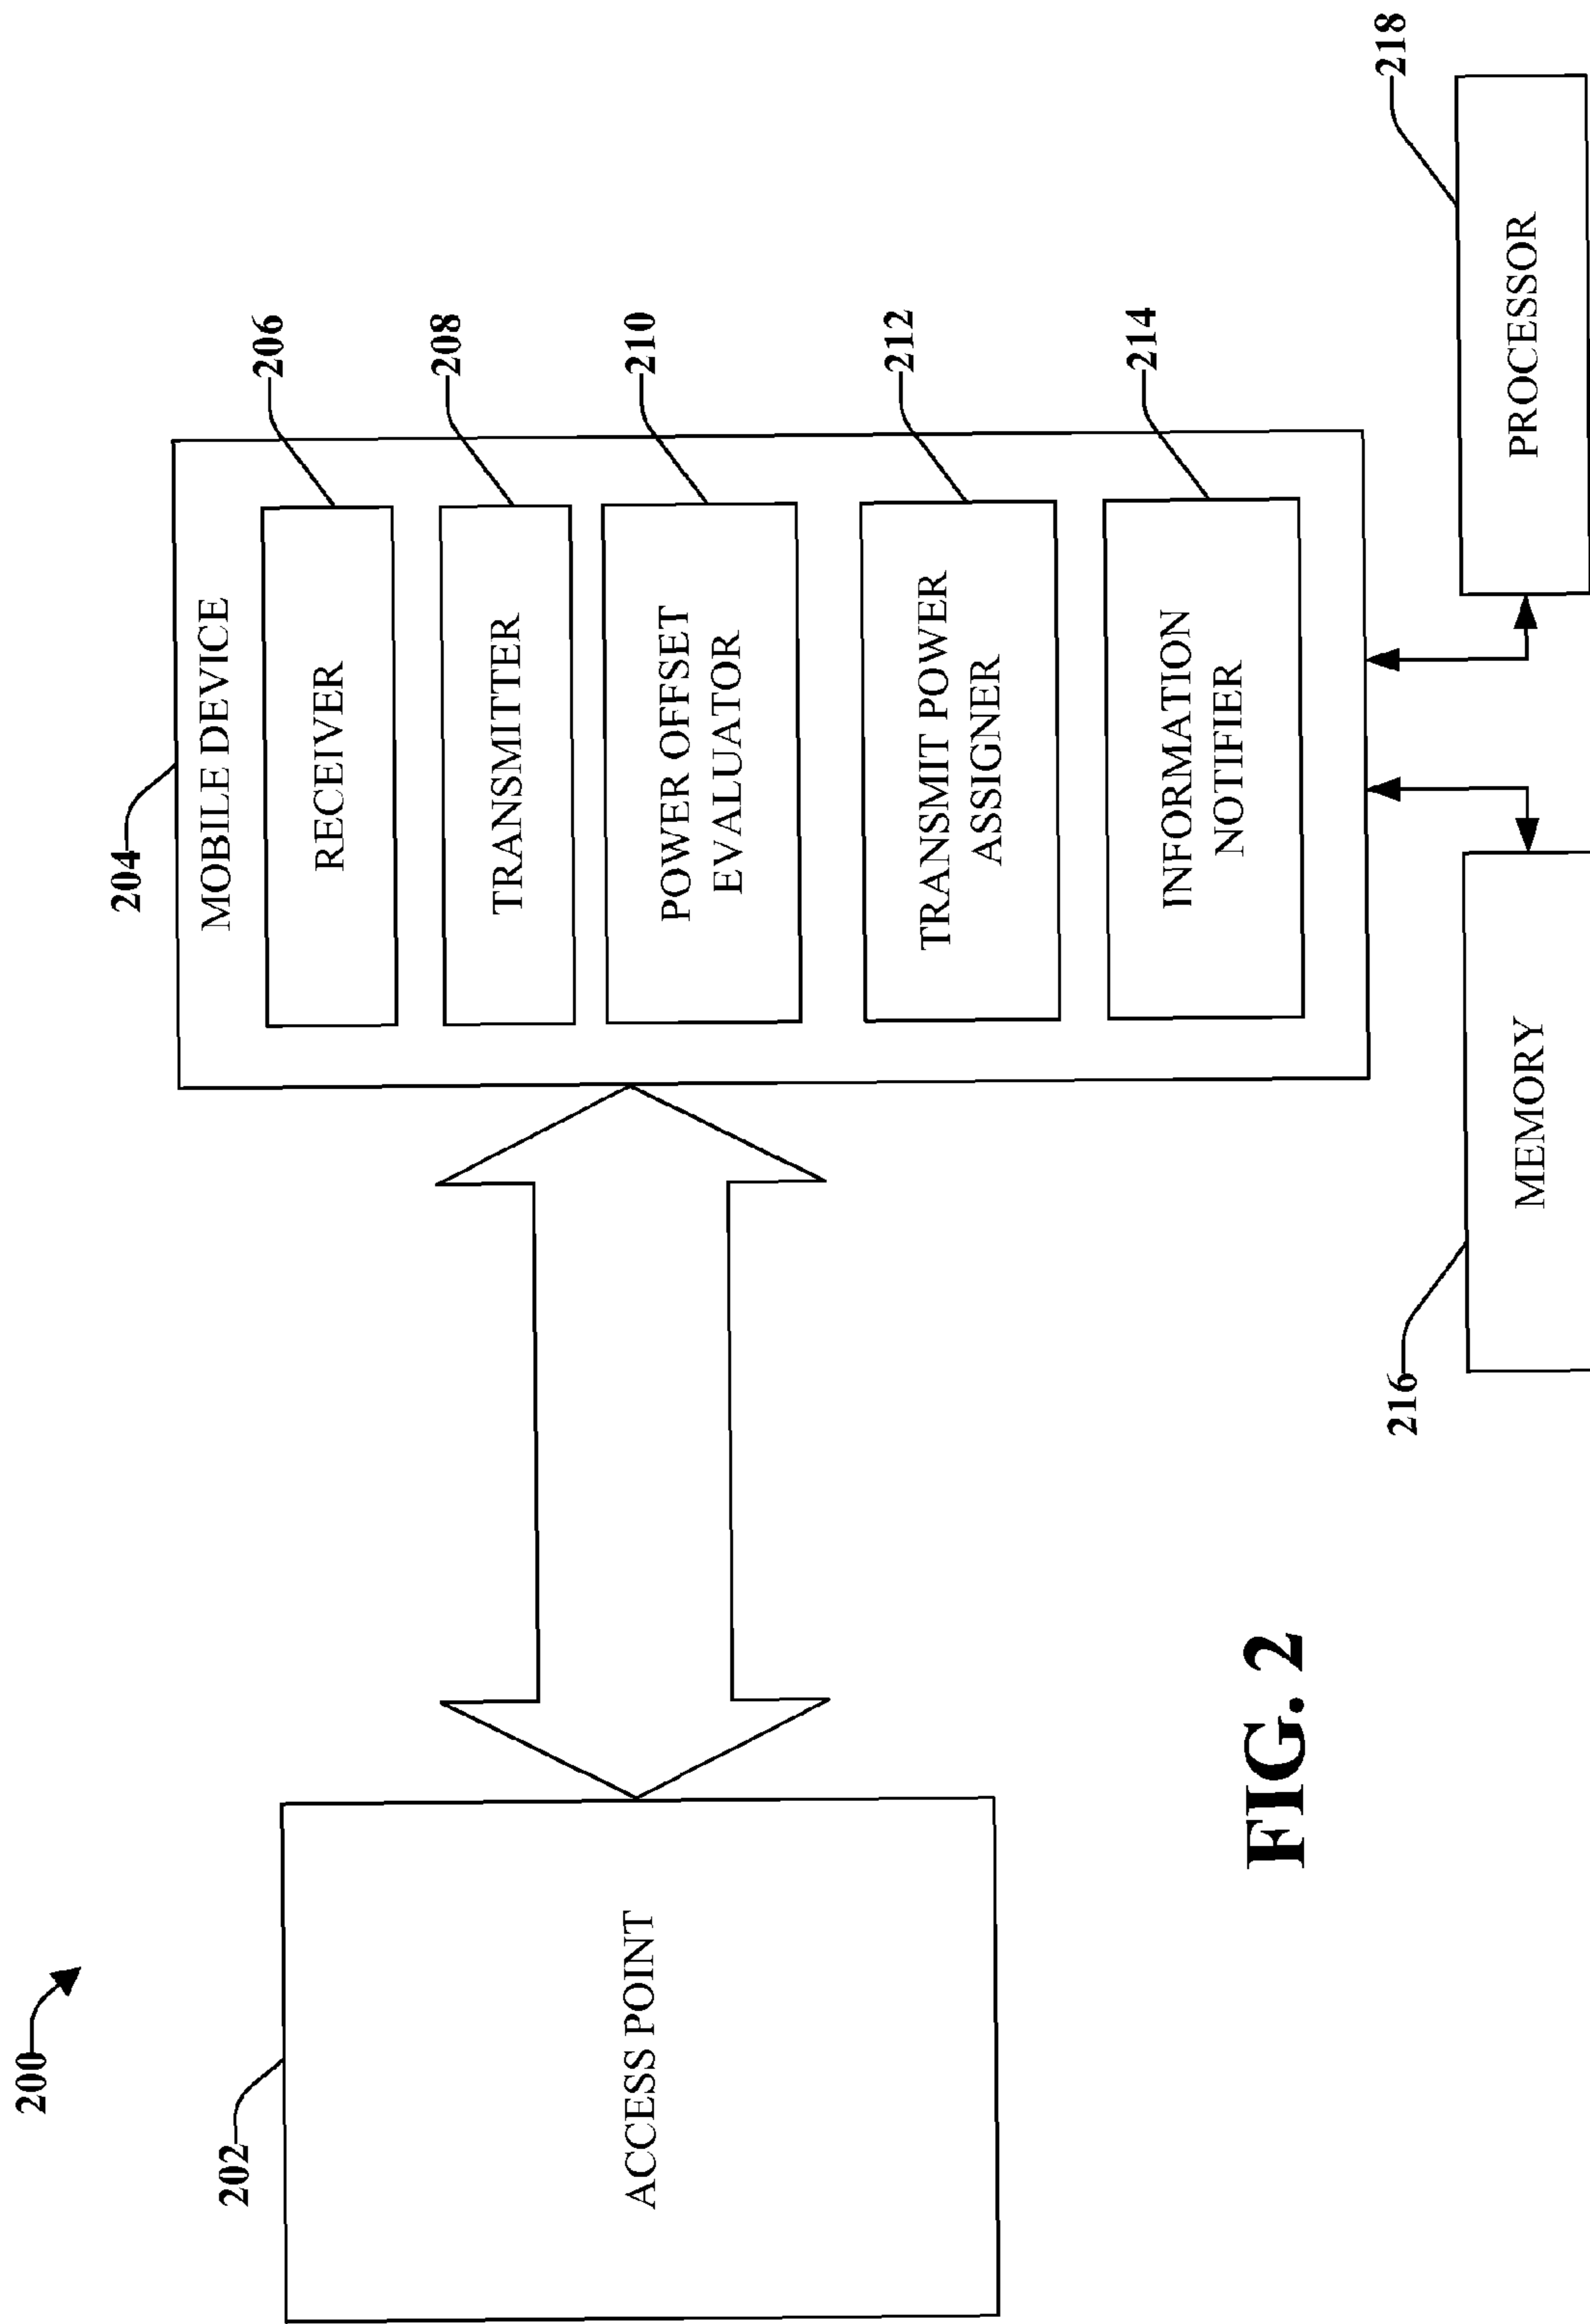 200
202
ACCESS POINT
204
MOBILE DEVICE
RECEIVER
206
TRANSMITTER
208
POWER OFFSET
EVALUATOR
210
TRANSMIT POWER
ASSIGNER
212
INFORMATION
NOTIFIER
214
216
MEMORY
PROCESSOR
218
FIG. 2